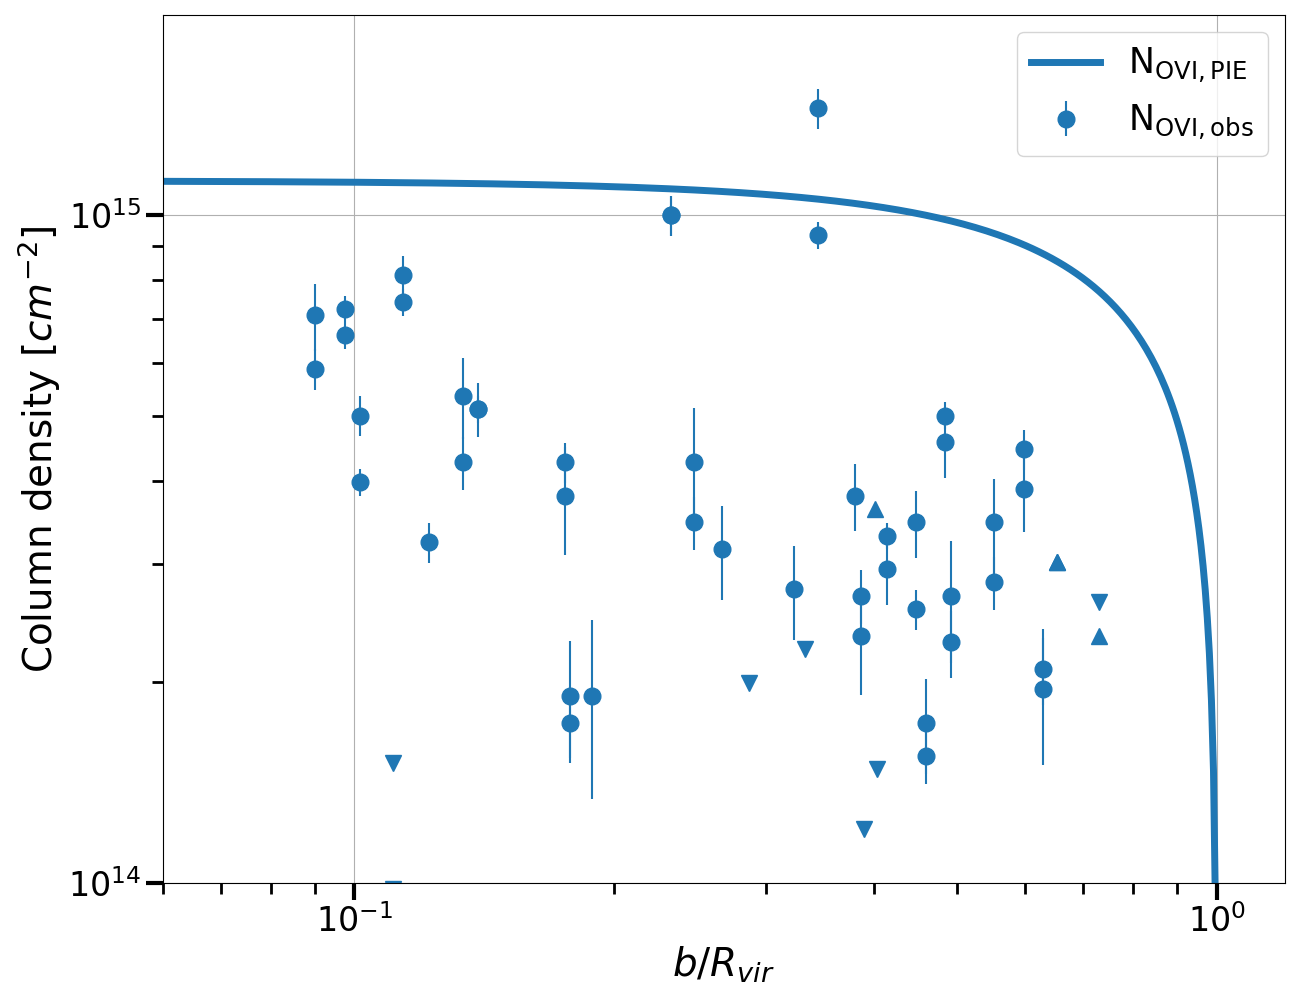 N_OVI, PIE
N_OVI, obs
10^15
10^14
Column density [cm^−2]
10^−1
10^0
b/R_vir